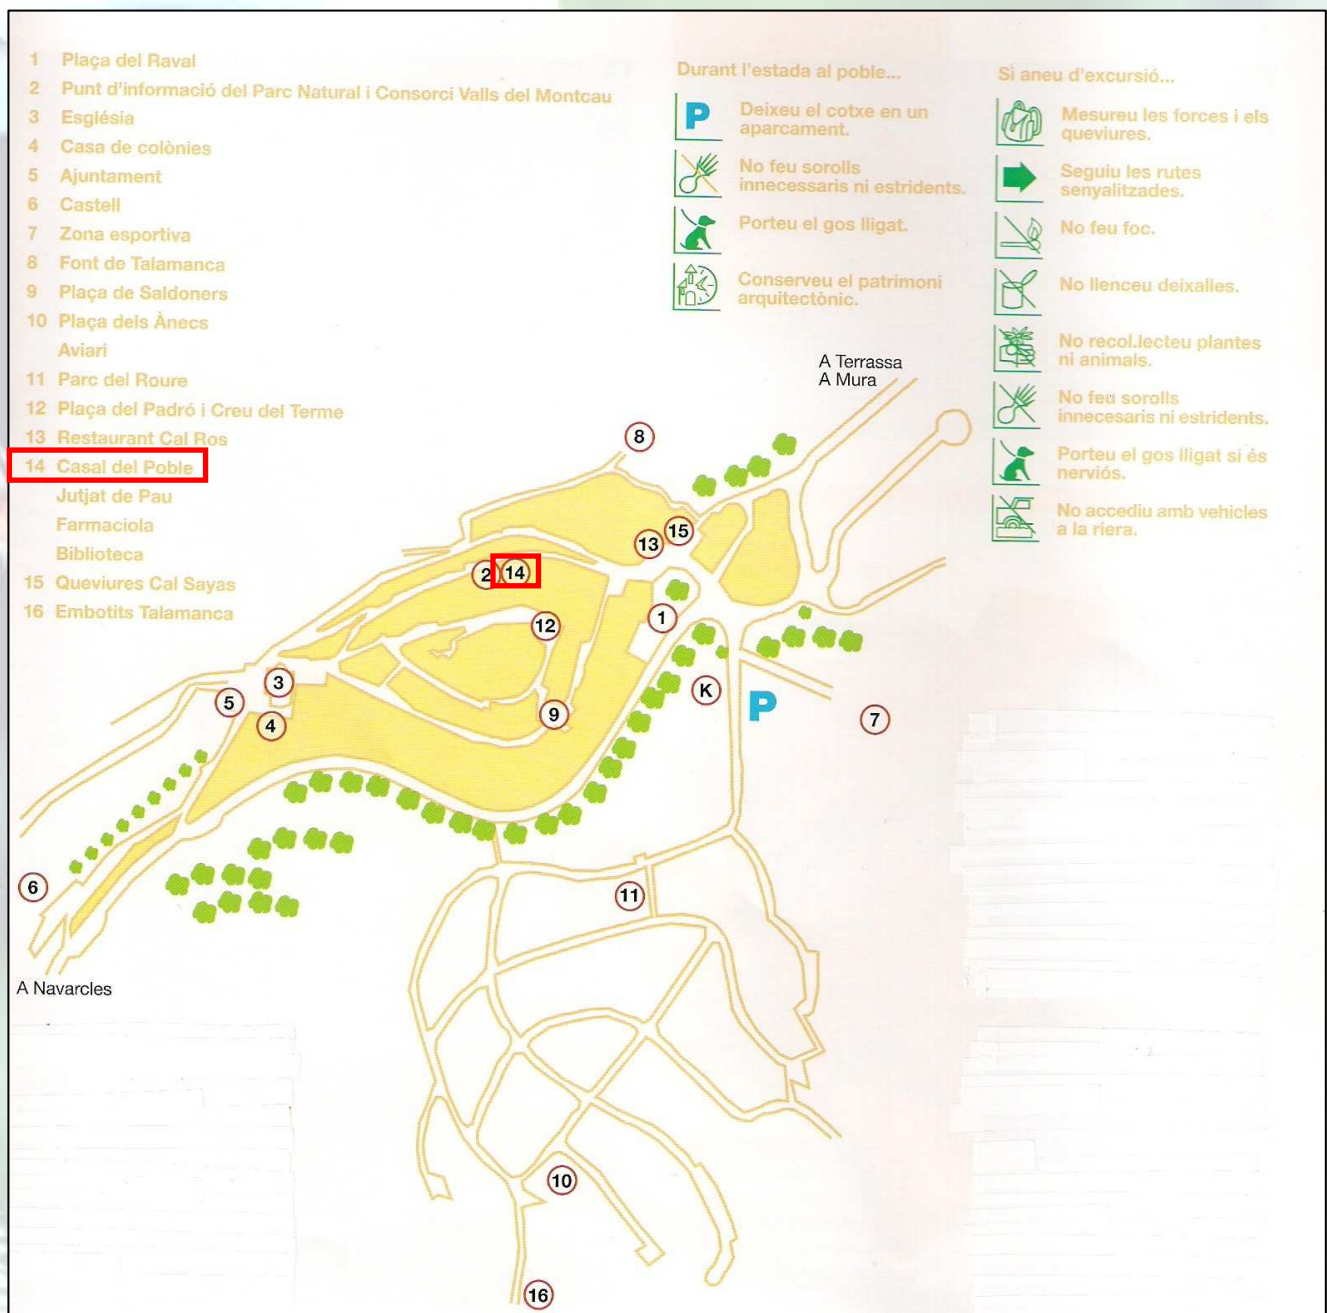 1 Plaça del Raval
2 Punt d'informació del Parc Natural i Consorci Valls del Montcau
3 Església
4 Casa de colònies
5 Ajuntament
6 Castell
7 Zona esportiva
8 Font de Talamanca
9 Plaça de Saldoners
10 Plaça dels Ànecs
Aviari
11 Parc del Roure
12 Plaça del Padró i Creu del Terme
13 Restaurant Cal Ros
14 Casal del Poble
Jutjat de Pau
Farmaciola
Biblioteca
15 Queviures Cal Sayas
16 Embotits Talamanca
Durant l'estada al poble...
P
Deixeu el cotxe en un
aparcament.
No feu sorolls
innecessaris ni estridents.
Porteu el gos lligat.
Conserveu el patrimoni
arquitectònic.
Si aneu d'excursió...
Mesureu les forces i els
queviures.
Seguiu les rutes
senyalitzades.
No feu foc.
No llenceu deixalles.
No recol.lecteu plantes
ni animals.
No feu sorolls
innecesaris ni estridents.
Porteu el gos lligat si és
nerviós.
No accediu amb vehicles
a la riera.
A Terrassa
A Mura
8
15
13
2
14
1
12
3
K
5
P
9
7
4
6
11
A Navarcles
10
16